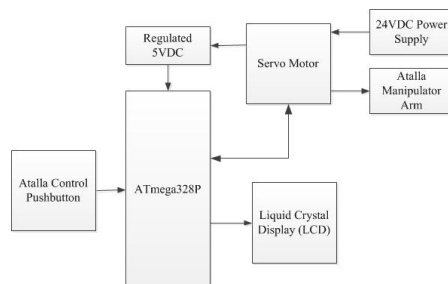 Regulated
5VDC
24VDC Power
Supply
Servo Motor
Atalla
Manipulator
Arm
ATmega328P
Atalla Control
Pushbutton
Liquid Crystal
Display (LCD)